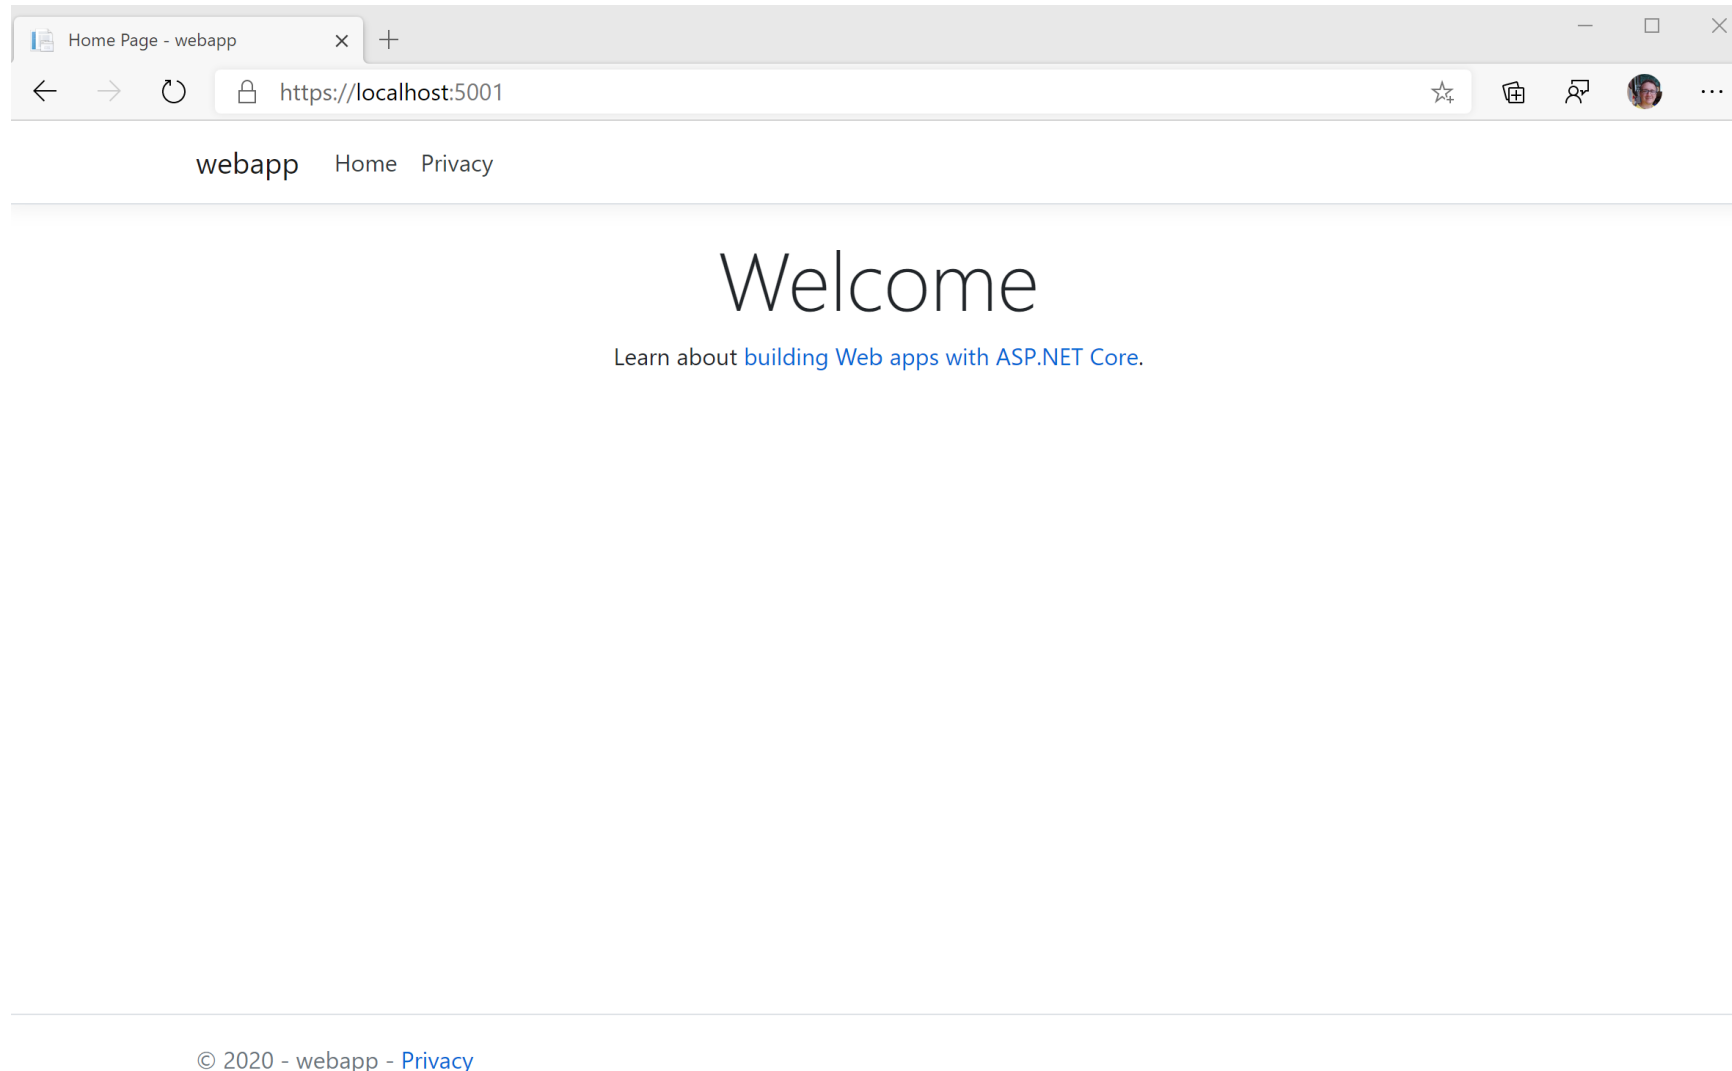 Home Page - webapp
https://localhost:5001
webapp Home Privacy
Welcome
Learn about building Web apps with ASP.NET Core.
© 2020 - webapp - Privacy